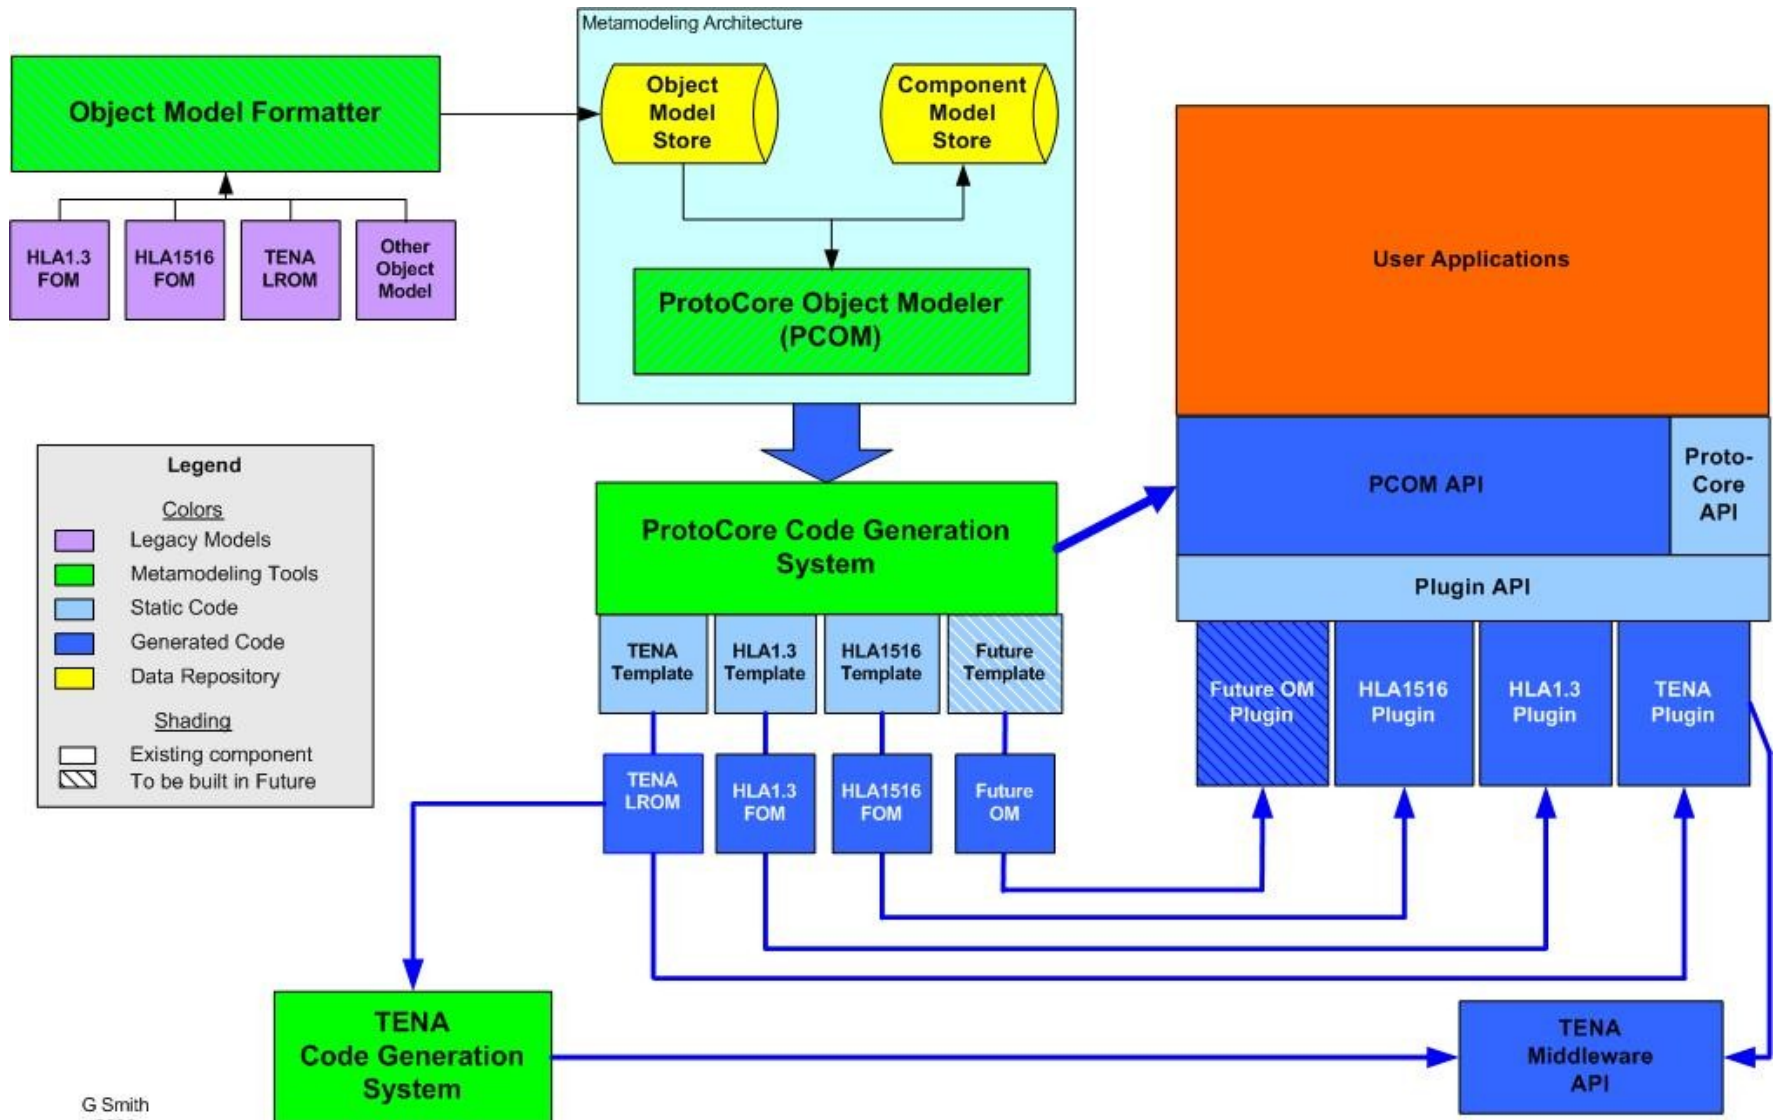 Metamodeling Architecture
Object Model Formatter
Object
Model
Store
Component
Model
Store
HLA1.3
FOM
HLA1516
FOM
TENA
LROM
Other
Object
Model
ProtoCore Object Modeler
(PCOM)
User Applications
Legend
Colors
Legacy Models
Metamodeling Tools
Static Code
Generated Code
Data Repository
Shading
Existing component
To be built in Future
ProtoCore Code Generation
System
PCOM API
Proto-
Core
API
Plugin API
TENA
Template
HLA1.3
Template
HLA1516
Template
Future
Template
Future OM
Plugin
HLA1516
Plugin
HLA1.3
Plugin
TENA
Plugin
TENA
LROM
HLA1.3
FOM
HLA1516
FOM
Future
OM
TENA
Code Generation
System
TENA
Middleware
API
G Smith